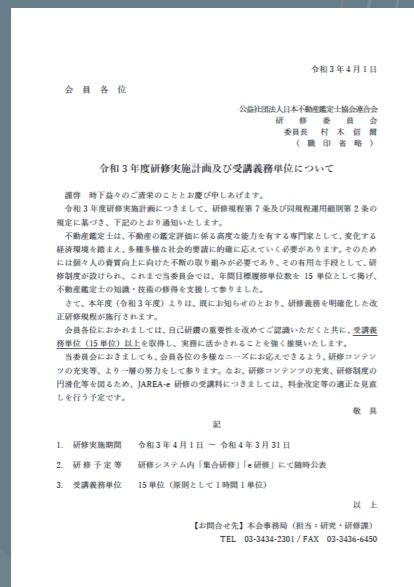 令和3年4月1日
会 員 各 位
公益社団法人日本不動産鑑定士協会連合会
研 修 委 員 会
委員長 村 木 信 爾
( 職 印 省 略 )
令和3年度研修実施計画及び受講義務単位について
謹啓 時下益々のご清栄のこととお慶び申しあげます。
令和3年度研修実施計画につきまして、研修規程第7条及び同規程運用細則第2条の
規定に基づき、下記のとおり通知いたします。
不動産鑑定士は、不動産の鑑定評価に係る高度な能力を有する専門家として、変化する
経済環境を踏まえ、多種多様な社会的要請に的確に応えていく必要があります。そのため
には個々人の資質向上に向けた不断の取り組みが必要であり、その有用な手段として、研
修制度が設けられ、これまで当委員会では、年間目標履修単位数を 15 単位として掲げ、
不動産鑑定士の知識・技術の修得を支援して参りました。
さて、本年度(令和3年度)よりは、既にお知らせのとおり、研修義務を明確化した改
正研修規程が施行されます。
会員各位におかれましては、自己研鑽の重要性を改めてご認識いただくと共に、受講義
務単位(15単位)以上を取得し、実務に活かされることを強く推奨いたします。
当委員会におきましても、会員各位の多様なニーズにお応えできるよう、研修コンテン
ツの充実等、より一層の努力をして参ります。なお、研修コンテンツの充実、研修制度の
円滑化等を図るため、JAREA-e 研修の受講料につきましては、料金改定等の適正な見直
しを行う予定です。
敬 具
記
1. 研修実施期間 令和3年4月1日 ~ 令和4年3月31日
2. 研 修 予 定 等 研修システム内「集合研修」「e研修」にて随時公表
3. 受講義務単位 15単位(原則として1時間1単位)
以 上
【お問合せ先】本会事務局(担当:研究・研修課)
TEL 03-3434-2301 / FAX 03-3436-6450